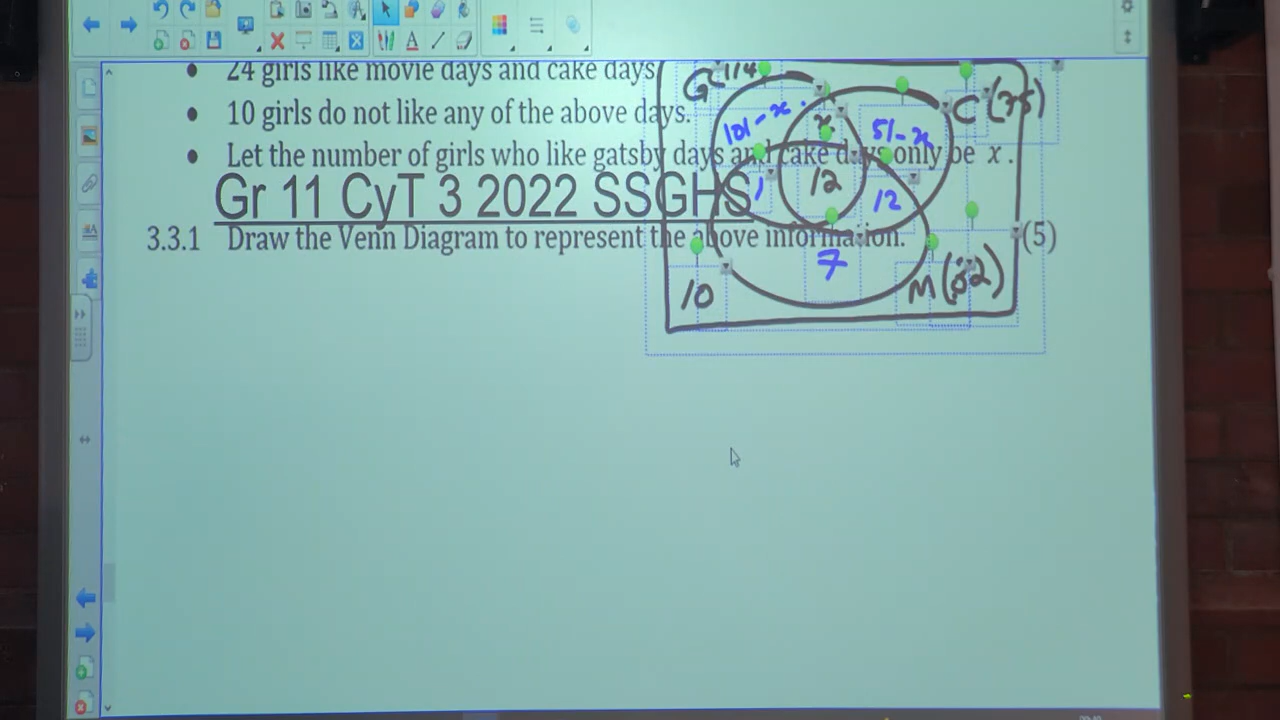 24 girls like movie days and cake days
G 114
10 girls do not like any of the above days.
101-x
x
51-x
C (75)
Let the number of girls who like gatsby days and cake days only be x.
1
12
12
Gr 11 CyT 3 2022 SSGHS
3.3.1 Draw the Venn Diagram to represent the above information. (5)
7
10
M